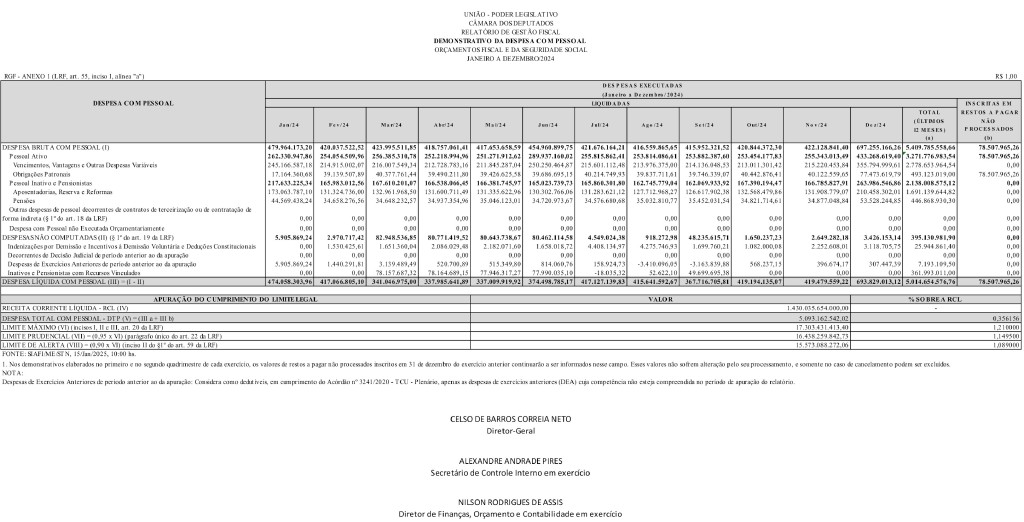 UNIÃO - PODER LEGISLATIVO
CÂMARA DOS DEPUTADOS
RELATÓRIO DE GESTÃO FISCAL
DEMONSTRATIVO DA DESPESA COM PESSOAL
ORÇAMENTOS FISCAL E DA SEGURIDADE SOCIAL
JANEIRO A DEZEMBRO/2024
RGF - ANEXO 1 (LRF, art. 55, inciso I, alínea "a") R$ 1,00
DESPESAS EXECUTADAS
(Janeiro a Dezembro/2024)
DESPESA COM PESSOAL LIQUIDADAS INSCRITAS EM RESTOS A PAGAR NÃO PROCESSADOS (b)
Jan/24 Fev/24 Mar/24 Abr/24 Mai/24 Jun/24 Jul/24 Ago/24 Set/24 Out/24 Nov/24 Dez/24 TOTAL (ÚLTIMOS 12 MESES) (a)
DESPESA BRUTA COM PESSOAL (I) 479.964.173,20 420.037.522,52 423.995.511,85 418.757.061,41 417.653.658,59 454.960.899,75 421.676.164,21 416.559.865,65 415.952.321,52 420.844.372,30 422.128.841,40 697.255.166,26 5.409.785.558,66 78.507.965,26
Pessoal Ativo 262.330.947,86 254.054.509,96 256.385.310,78 252.218.994,96 251.271.912,62 289.937.160,02 255.815.862,41 253.814.086,61 253.882.387,60 253.454.177,83 255.343.013,49 433.268.619,40 3.271.776.983,54 78.507.965,26
Vencimentos, Vantagens e Outras Despesas Variáveis 245.166.587,18 214.915.002,07 216.007.549,34 212.728.783,16 211.845.287,04 250.250.464,87 215.601.112,48 213.976.375,00 214.136.048,53 213.011.301,42 215.220.453,84 355.794.999,61 2.778.653.964,54 0,00
Obrigações Patronais 17.164.360,68 39.139.507,89 40.377.761,44 39.490.211,80 39.426.625,58 39.686.695,15 40.214.749,93 39.837.711,61 39.746.339,07 40.442.876,41 40.122.559,65 77.473.619,79 493.123.019,00 78.507.965,26
Pessoal Inativo e Pensionistas 217.633.225,34 165.983.012,56 167.610.201,07 166.538.066,45 166.381.745,97 165.023.739,73 165.860.301,80 162.745.779,04 162.069.933,92 167.390.194,47 166.785.827,91 263.986.546,86 2.138.008.575,12 0,00
Aposentadorias, Reserva e Reformas 173.063.787,10 131.324.736,00 132.961.968,50 131.600.711,49 131.335.622,96 130.302.766,06 131.283.621,12 127.712.968,27 126.617.902,38 132.568.479,86 131.908.779,07 210.458.302,01 1.691.139.644,82 0,00
Pensões 44.569.438,24 34.658.276,56 34.648.232,57 34.937.354,96 35.046.123,01 34.720.973,67 34.576.680,68 35.032.810,77 35.452.031,54 34.821.714,61 34.877.048,84 53.528.244,85 446.868.930,30 0,00
Outras despesas de pessoal decorrentes de contratos de terceirização ou de contratação de
forma indireta (§ 1º do art. 18 da LRF) 0,00 0,00 0,00 0,00 0,00 0,00 0,00 0,00 0,00 0,00 0,00 0,00 0,00 0,00
Despesa com Pessoal não Executada Orçamentariamente 0,00 0,00 0,00 0,00 0,00 0,00 0,00 0,00 0,00 0,00 0,00 0,00 0,00 0,00
DESPESAS NÃO COMPUTADAS (II) (§ 1º do art. 19 da LRF) 5.905.869,24 2.970.717,42 82.948.536,85 80.771.419,52 80.643.738,67 80.462.114,58 4.549.024,38 918.272,98 48.235.615,71 1.650.237,23 2.649.282,18 3.426.153,14 395.130.981,90 0,00
Indenizações por Demissão e Incentivos à Demissão Voluntária e Deduções Constitucionais 0,00 1.530.425,61 1.651.360,04 2.086.029,48 2.182.071,60 1.658.018,72 4.408.134,97 4.275.746,93 1.699.760,21 1.082.000,08 2.252.608,01 3.118.705,75 25.944.861,40 0,00
Decorrentes de Decisão Judicial de período anterior ao da apuração 0,00 0,00 0,00 0,00 0,00 0,00 0,00 0,00 0,00 0,00 0,00 0,00 0,00 0,00
Despesas de Exercícios Anteriores de período anterior ao da apuração 5.905.869,24 1.440.291,81 3.139.489,49 520.700,89 515.349,80 814.060,76 158.924,73 -3.410.096,05 -3.163.839,88 568.237,15 396.674,17 307.447,39 7.193.109,50 0,00
Inativos e Pensionistas com Recursos Vinculados 0,00 0,00 78.157.687,32 78.164.689,15 77.946.317,27 77.990.035,10 -18.035,32 52.622,10 49.699.695,38 0,00 0,00 0,00 361.993.011,00 0,00
DESPESA LÍQUIDA COM PESSOAL (III) = (I - II) 474.058.303,96 417.066.805,10 341.046.975,00 337.985.641,89 337.009.919,92 374.498.785,17 417.127.139,83 415.641.592,67 367.716.705,81 419.194.135,07 419.479.559,22 693.829.013,12 5.014.654.576,76 78.507.965,26
APURAÇÃO DO CUMPRIMENTO DO LIMITE LEGAL VALOR % SOBRE A RCL
RECEITA CORRENTE LÍQUIDA - RCL (IV) 1.430.035.654.000,00 -
DESPESA TOTAL COM PESSOAL - DTP (V) = (III a + III b) 5.093.162.542,02 0,356156
LIMITE MÁXIMO (VI) (incisos I, II e III, art. 20 da LRF) 17.303.431.413,40 1,210000
LIMITE PRUDENCIAL (VII) = (0,95 x VI) (parágrafo único do art. 22 da LRF) 16.438.259.842,73 1,149500
LIMITE DE ALERTA (VIII) = (0,90 x VI) (inciso II do §1º do art. 59 da LRF) 15.573.088.272,06 1,089000
FONTE: SIAFI/ME/STN, 15/Jan/2025, 10:00 hs.
1. Nos demonstrativos elaborados no primeiro e no segundo quadrimestre de cada exercício, os valores de restos a pagar não processados inscritos em 31 de dezembro do exercício anterior continuarão a ser informados nesse campo. Esses valores não sofrem alteração pelo seu processamento, e somente no caso de cancelamento podem ser excluídos.
NOTA:
Despesas de Exercícios Anteriores de período anterior ao da apuração: Considera como dedutíveis, em cumprimento do Acórdão nº 3241/2020 - TCU - Plenário, apenas as despesas de exercícios anteriores (DEA) cuja competência não esteja compreendida no período de apuração do relatório.
CELSO DE BARROS CORREIA NETO
Diretor-Geral
ALEXANDRE ANDRADE PIRES
Secretário de Controle Interno em exercício
NILSON RODRIGUES DE ASSIS
Diretor de Finanças, Orçamento e Contabilidade em exercício